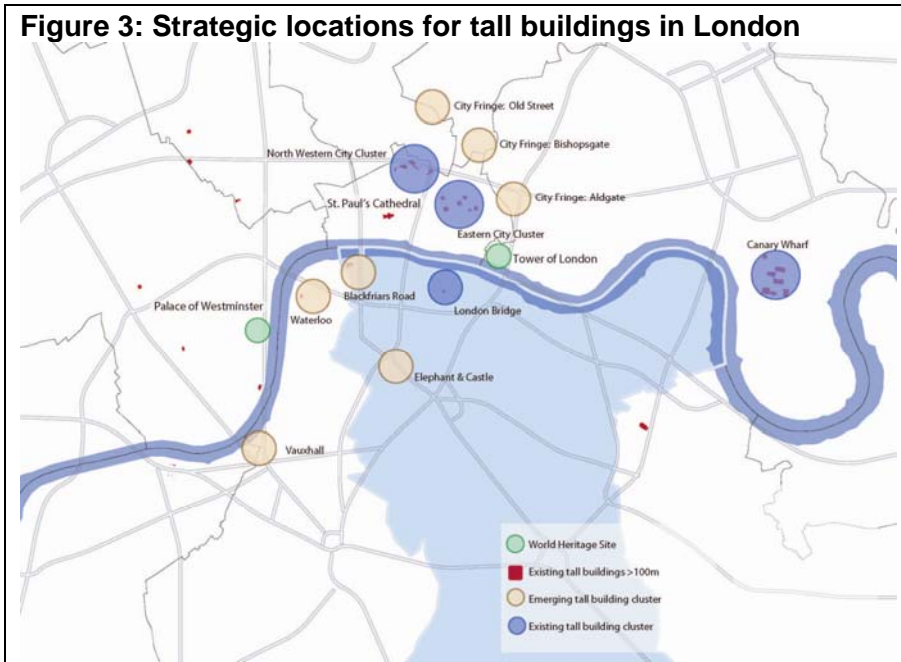 Figure 3: Strategic locations for tall buildings in London
City Fringe: Old Street
City Fringe: Bishopsgate
North Western City Cluster
City Fringe: Aldgate
St. Paul's Cathedral
Eastern City Cluster
Canary Wharf
Tower of London
Blackfriars Road
Palace of Westminster
London Bridge
Waterloo
Elephant & Castle
Vauxhall
World Heritage Site
Existing tall buildings >100m
Emerging tall building cluster
Existing tall building cluster